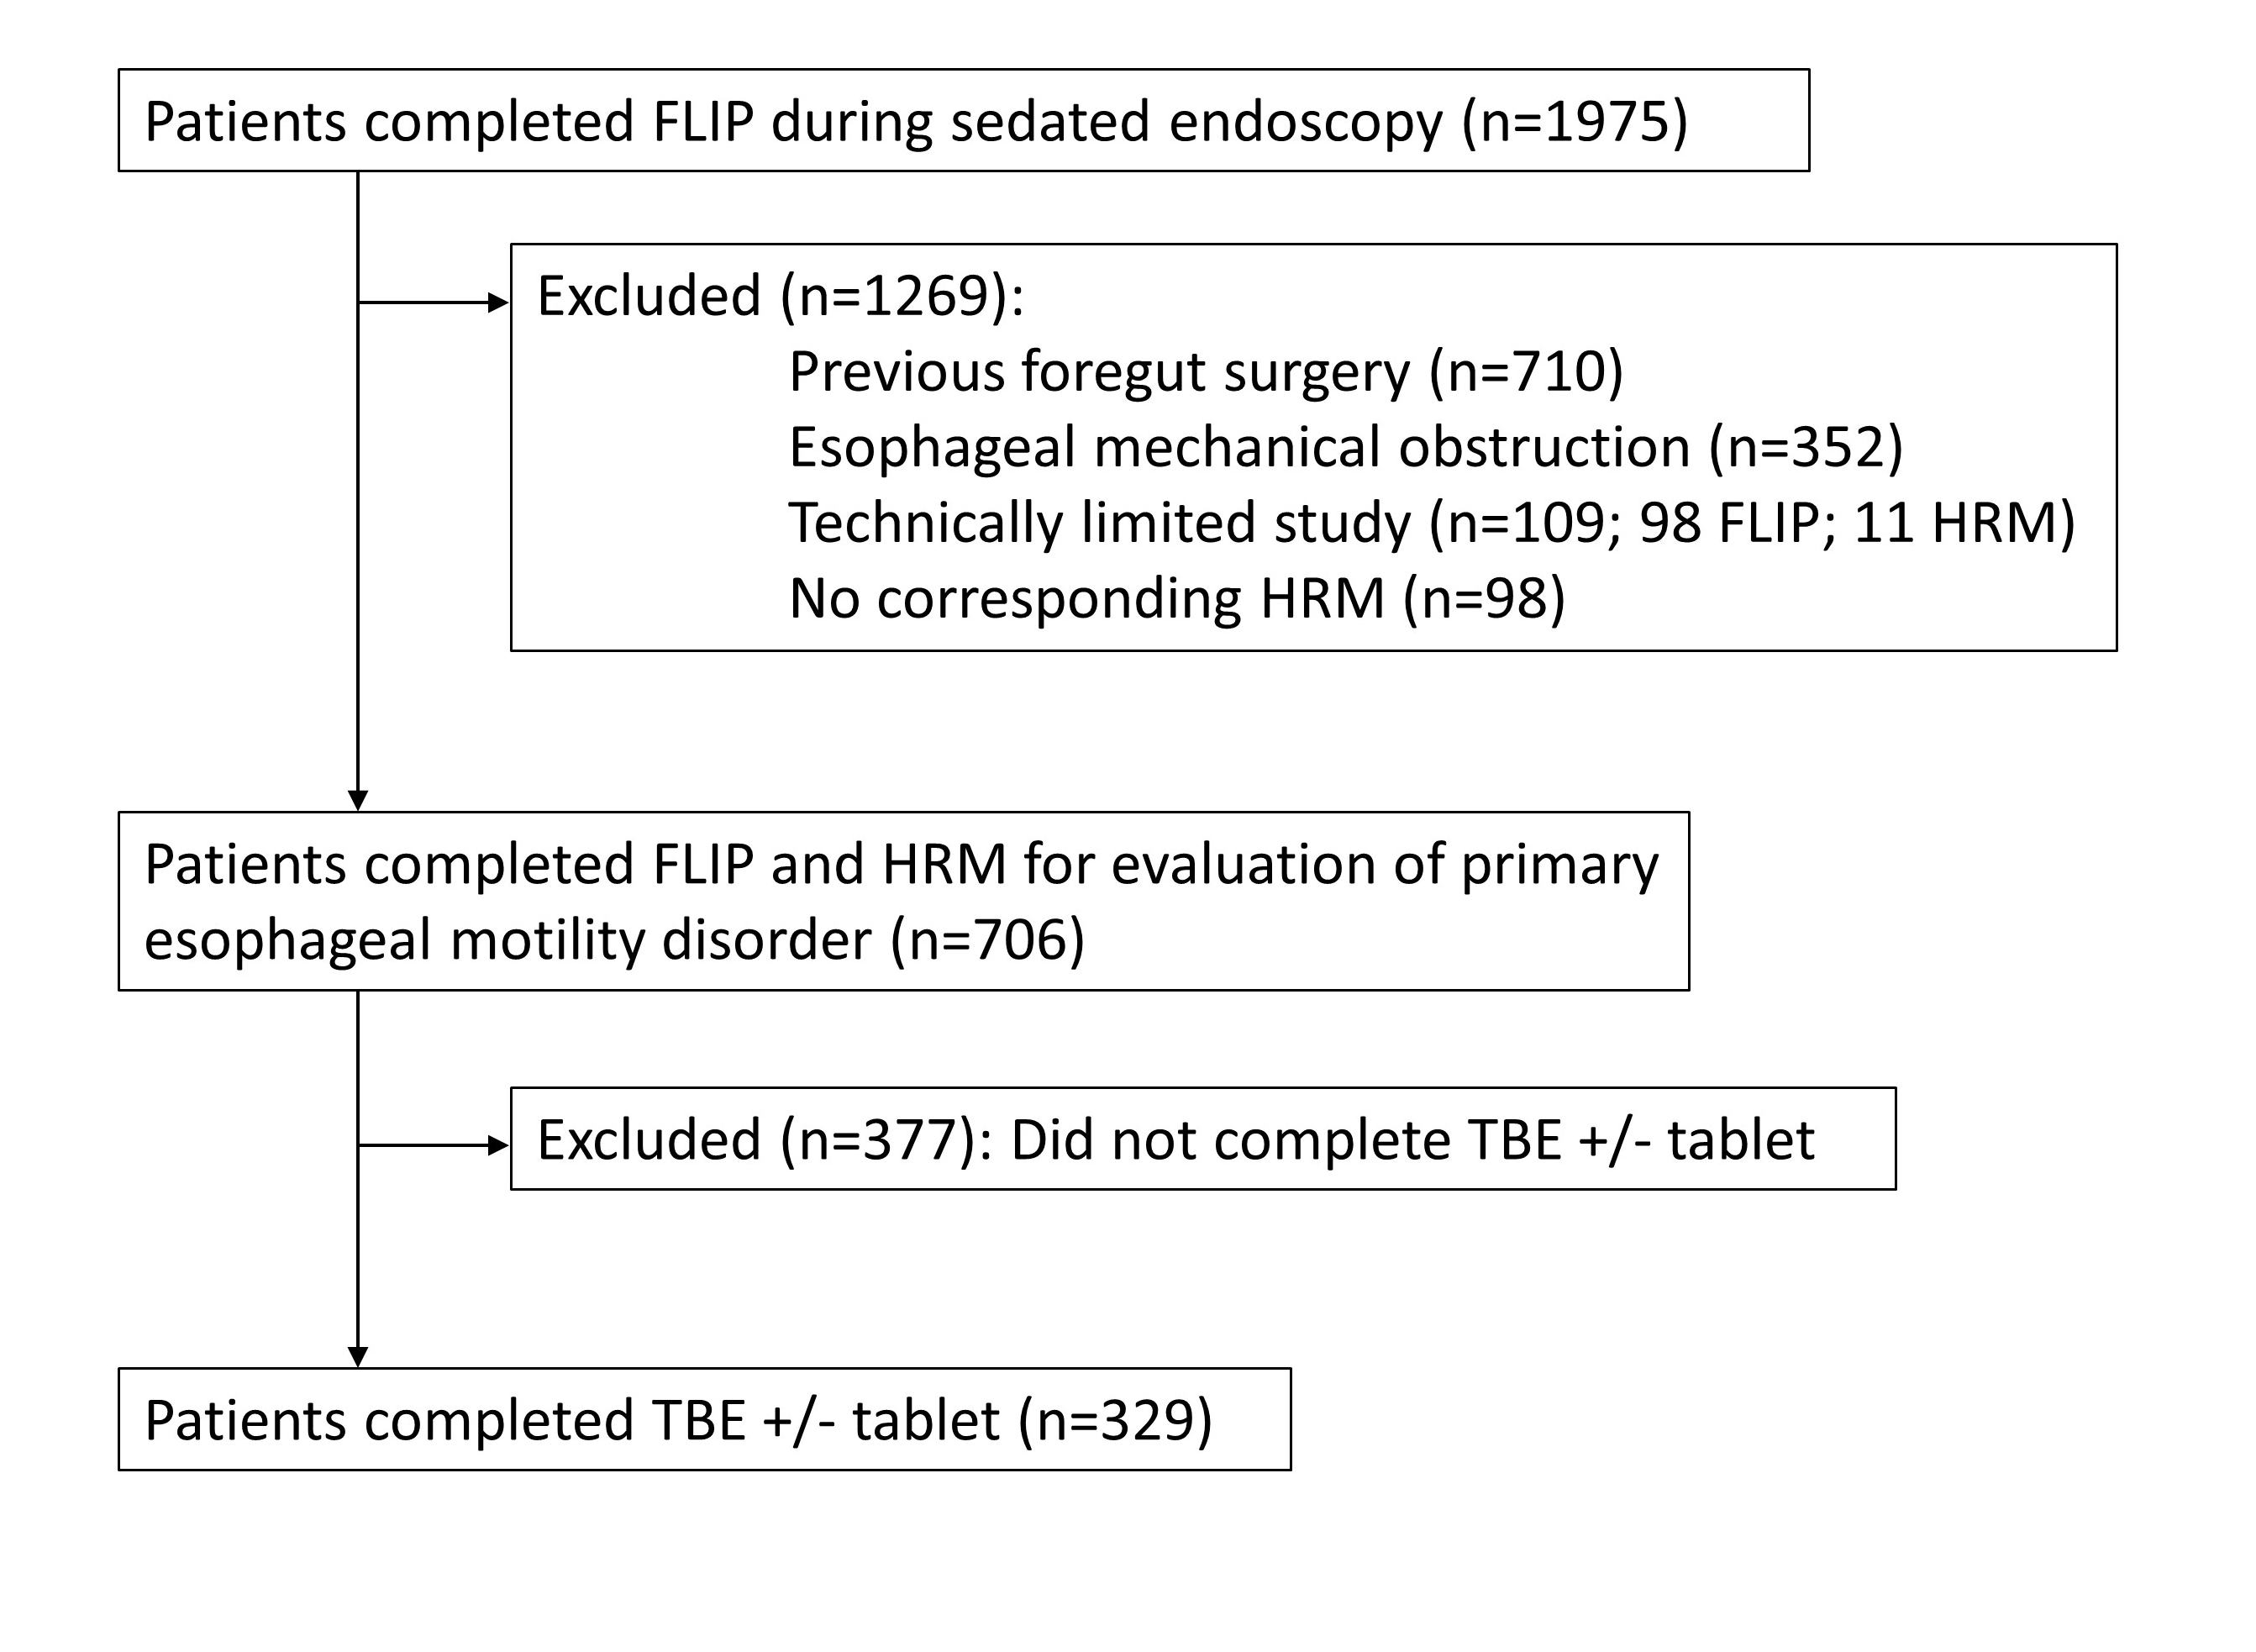 Patients completed FLIP during sedated endoscopy (n=1975)
Excluded (n=1269):
Previous foregut surgery (n=710)
Esophageal mechanical obstruction (n=352)
Technically limited study (n=109; 98 FLIP; 11 HRM)
No corresponding HRM (n=98)
Patients completed FLIP and HRM for evaluation of primary
esophageal motility disorder (n=706)
Excluded (n=377): Did not complete TBE +/- tablet
Patients completed TBE +/- tablet (n=329)